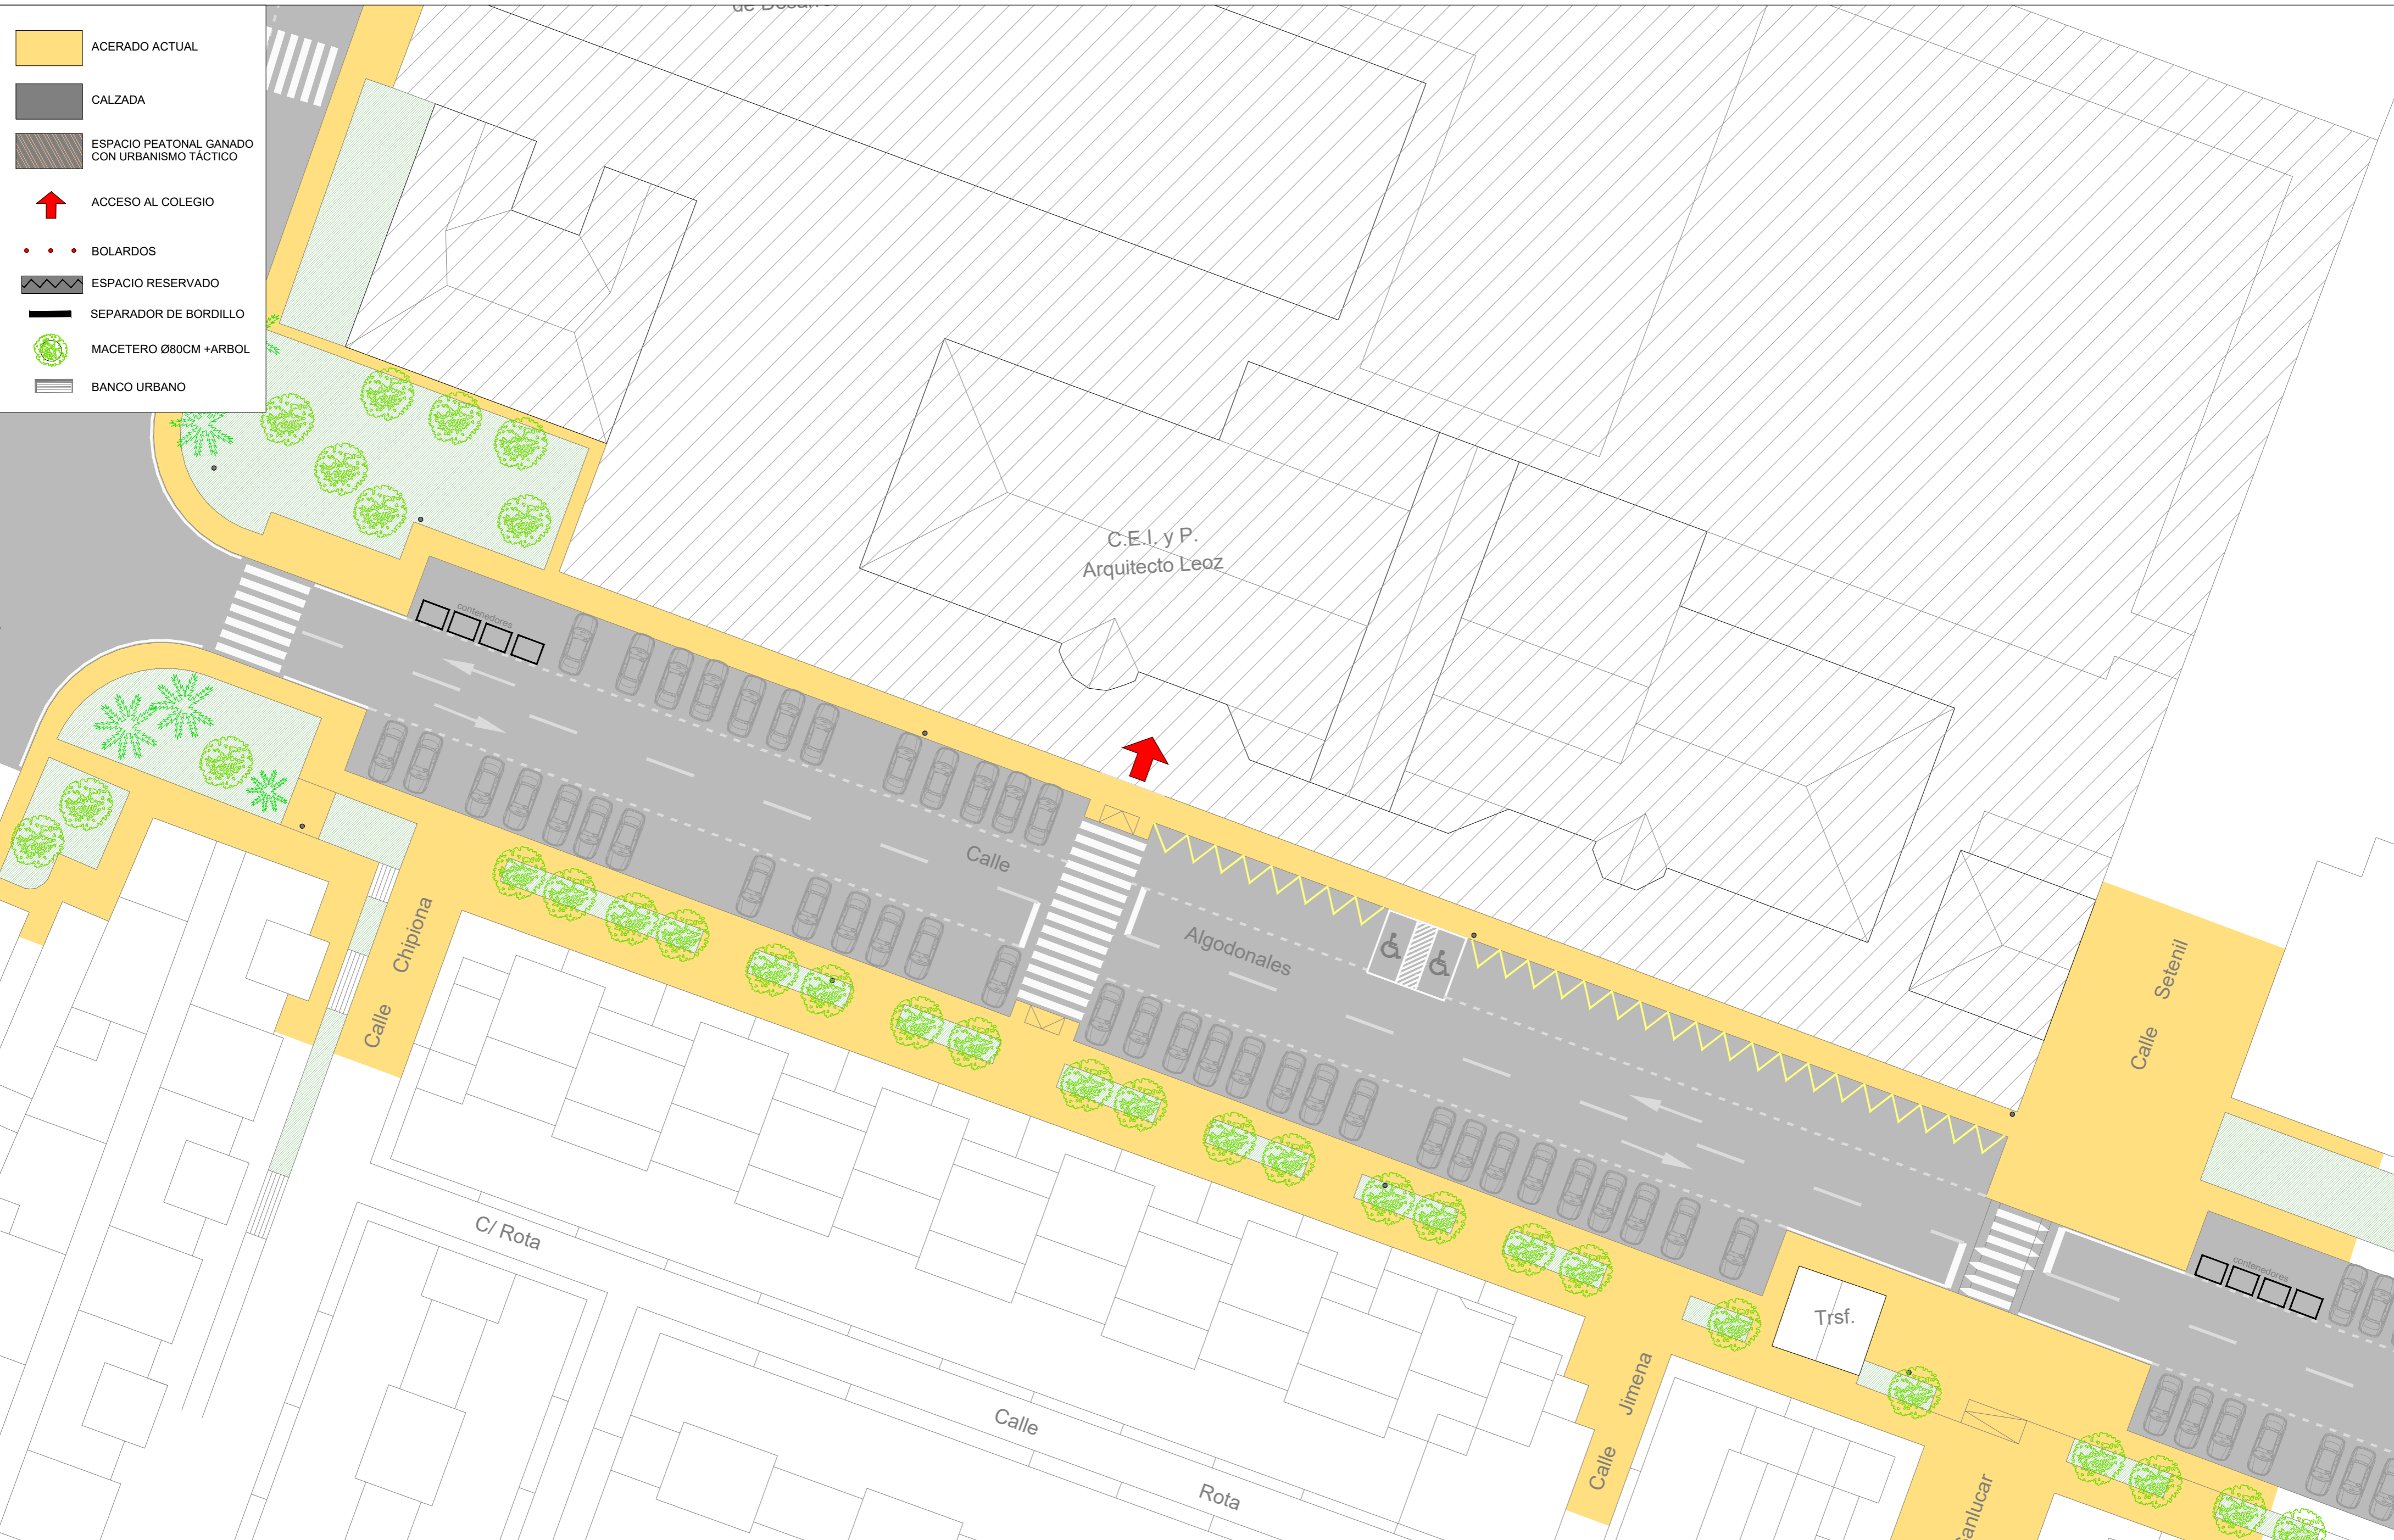 ACERADO ACTUAL
CALZADA
ESPACIO PEATONAL GANADO
CON URBANISMO TÁCTICO
ACCESO AL COLEGIO
BOLARDOS
ESPACIO RESERVADO
SEPARADOR DE BORDILLO
MACETERO Ø80CM +ARBOL
BANCO URBANO
C.E.I. y P.
Arquitecto Leoz
contenedores
Calle
Algodonales
Calle Chipiona
Calle Setenil
contenedores
C/ Rota
Trsf.
Calle Jimena
Calle
Rota